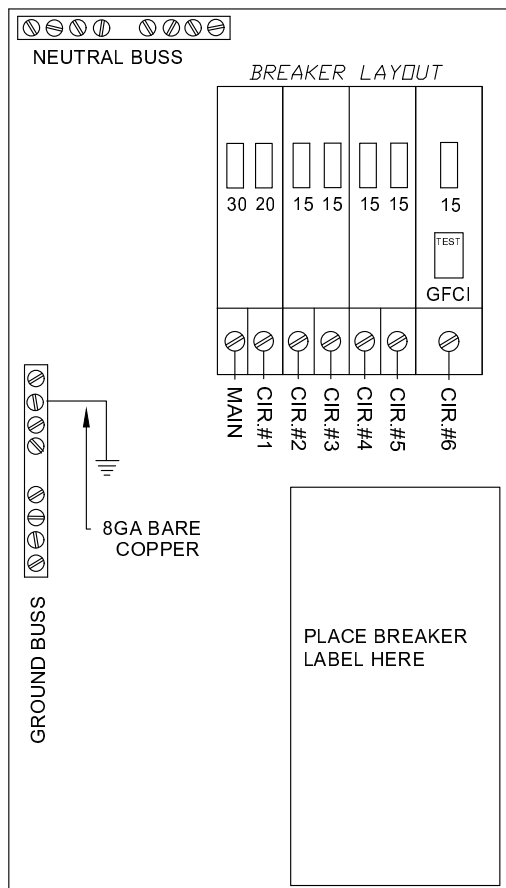 NEUTRAL BUSS
BREAKER LAYOUT
30 20 15 15 15 15 15
TEST
GFCI
MAIN
CIR.#1
CIR.#2
CIR.#3
CIR.#4
CIR.#5
CIR.#6
8GA BARE
COPPER
GROUND BUSS
PLACE BREAKER
LABEL HERE